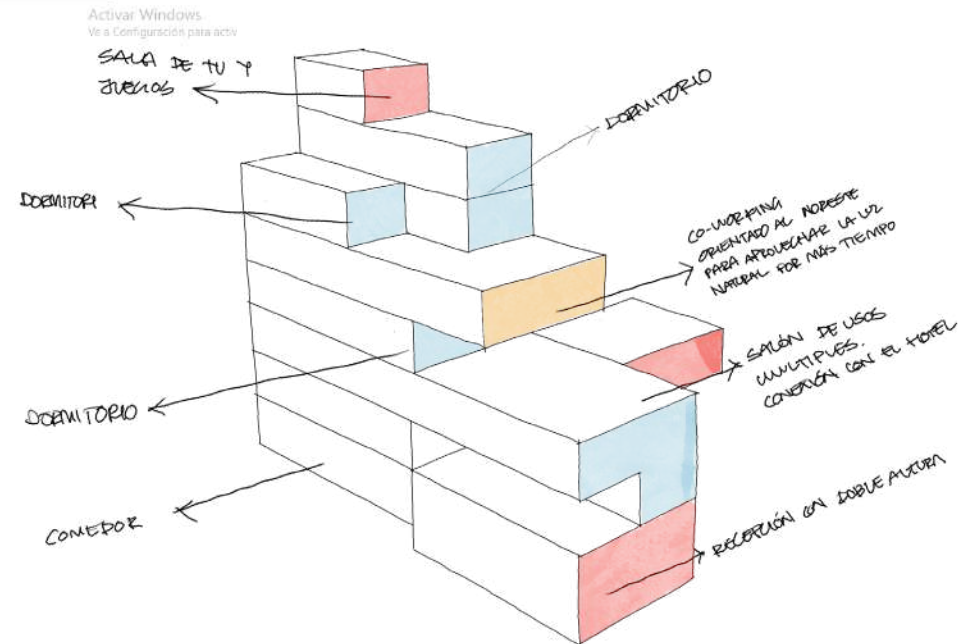 Activar Windows
Ve a Configuración para activ
SALA DE TV Y
JUEGOS
DORMITORIO
DORMITORI
CO-WORKING
ORIENTADO AL NORESTE
PARA APROVECHAR LA LUZ
NATURAL POR MÁS TIEMPO
SALÓN DE USOS
MULTIPLES.
CONEXIÓN CON EL HOTEL
DORMITORIO
COMEDOR
RECEPCIÓN CON DOBLE ALTURA